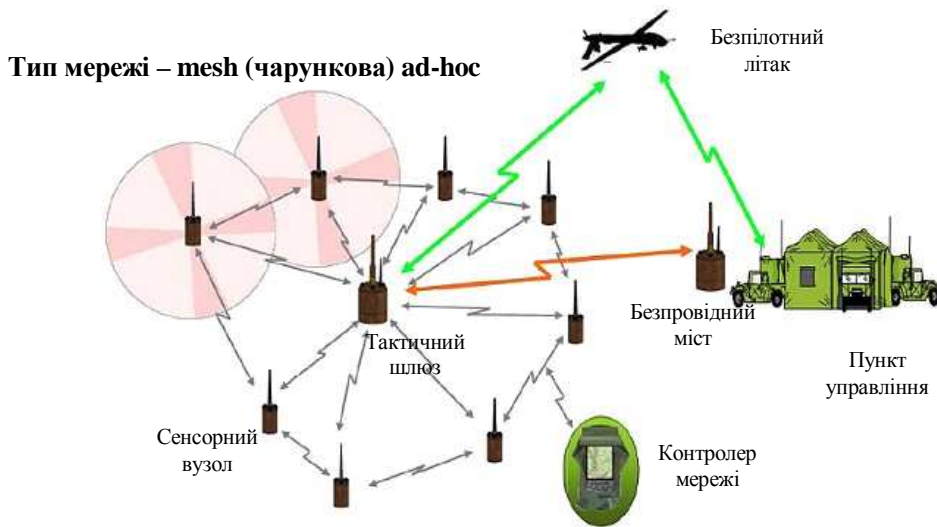 Тип мережі – mesh (чарункова) ad-hoc
Безпілотний
літак
Безпровідний
міст
Пункт
управління
Тактичний
шлюз
Сенсорний
вузол
Контролер
мережі